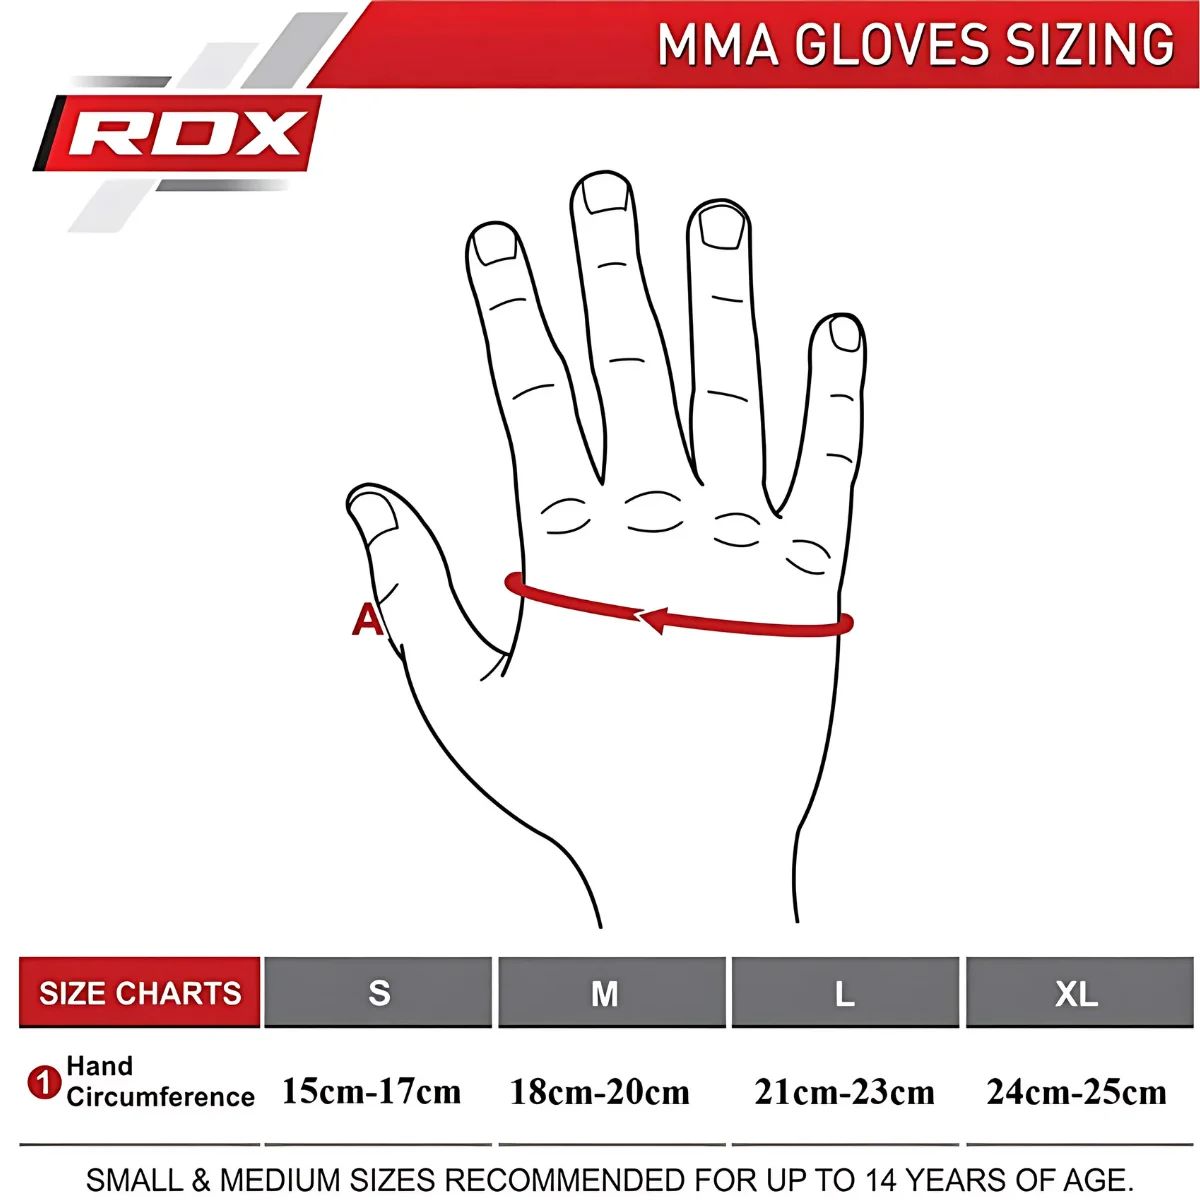 MMA GLOVES SIZING
RDX
A
SIZE CHARTS S M L XL
1 Hand
Circumference 15cm-17cm 18cm-20cm 21cm-23cm 24cm-25cm
SMALL & MEDIUM SIZES RECOMMENDED FOR UP TO 14 YEARS OF AGE.